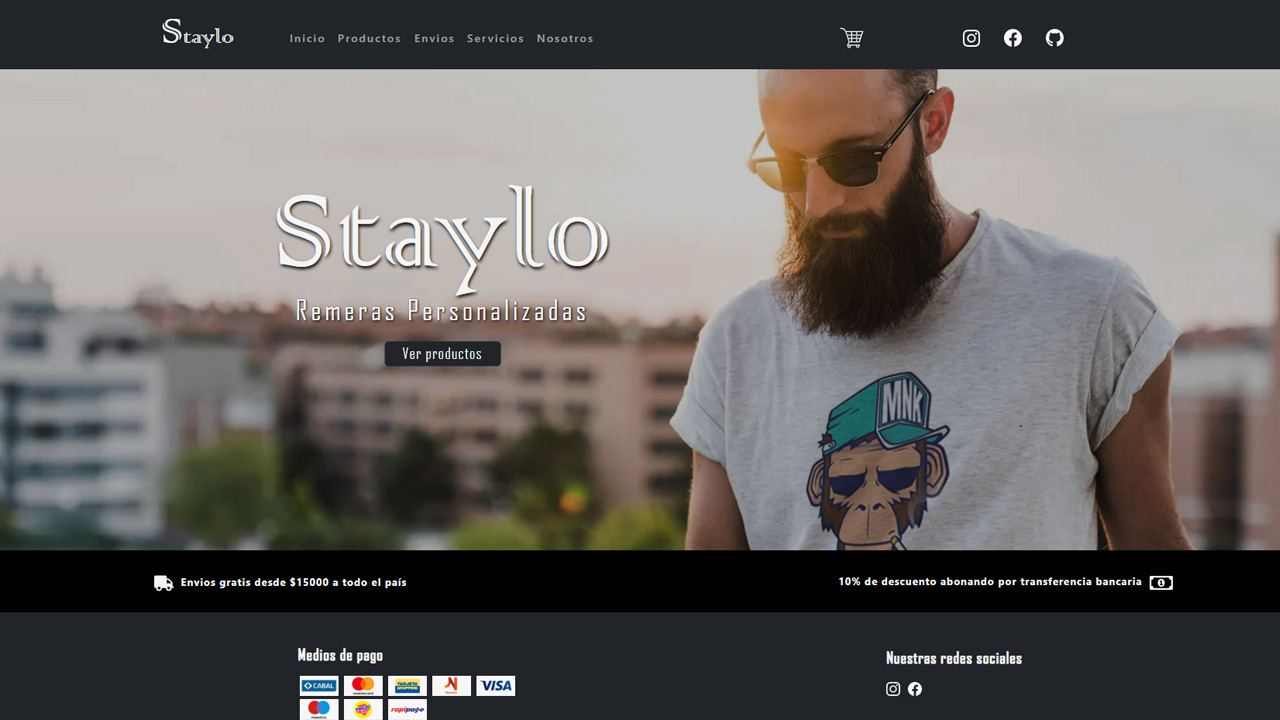 Staylo
Inicio Productos Envios Servicios Nosotros
Staylo
Remeras Personalizadas
Ver productos
MNK
Envios gratis desde $15000 a todo el país
10% de descuento abonando por transferencia bancaria
Medios de pago
Nuestras redes sociales
CABAL mastercard TARJETA SHOPPING Naranja VISA
maestro rapipago